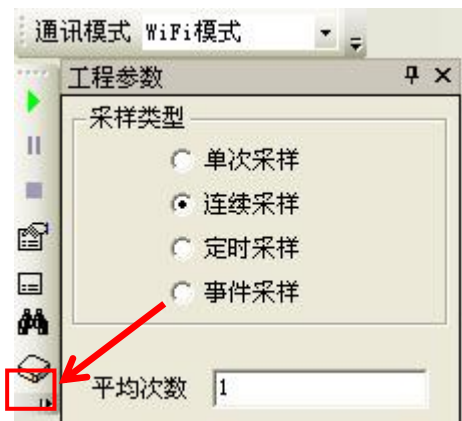 通讯模式 WiFi模式
工程参数
采样类型
单次采样
连续采样
定时采样
事件采样
平均次数 1